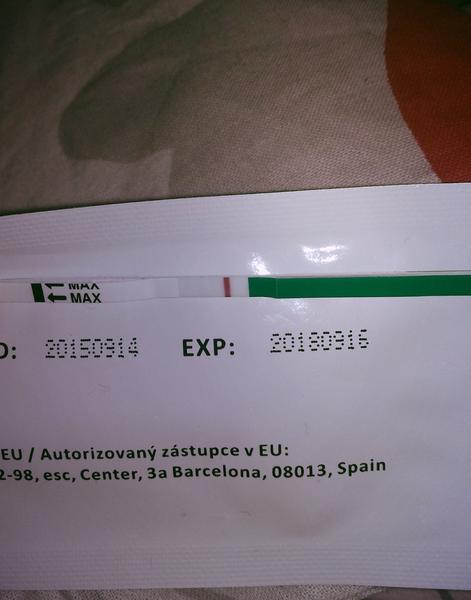 MAX
MAX
D: 20150914 EXP: 20180916
EU / Autorizovaný zástupce v EU:
2-98, esc, Center, 3a Barcelona, 08013, Spain